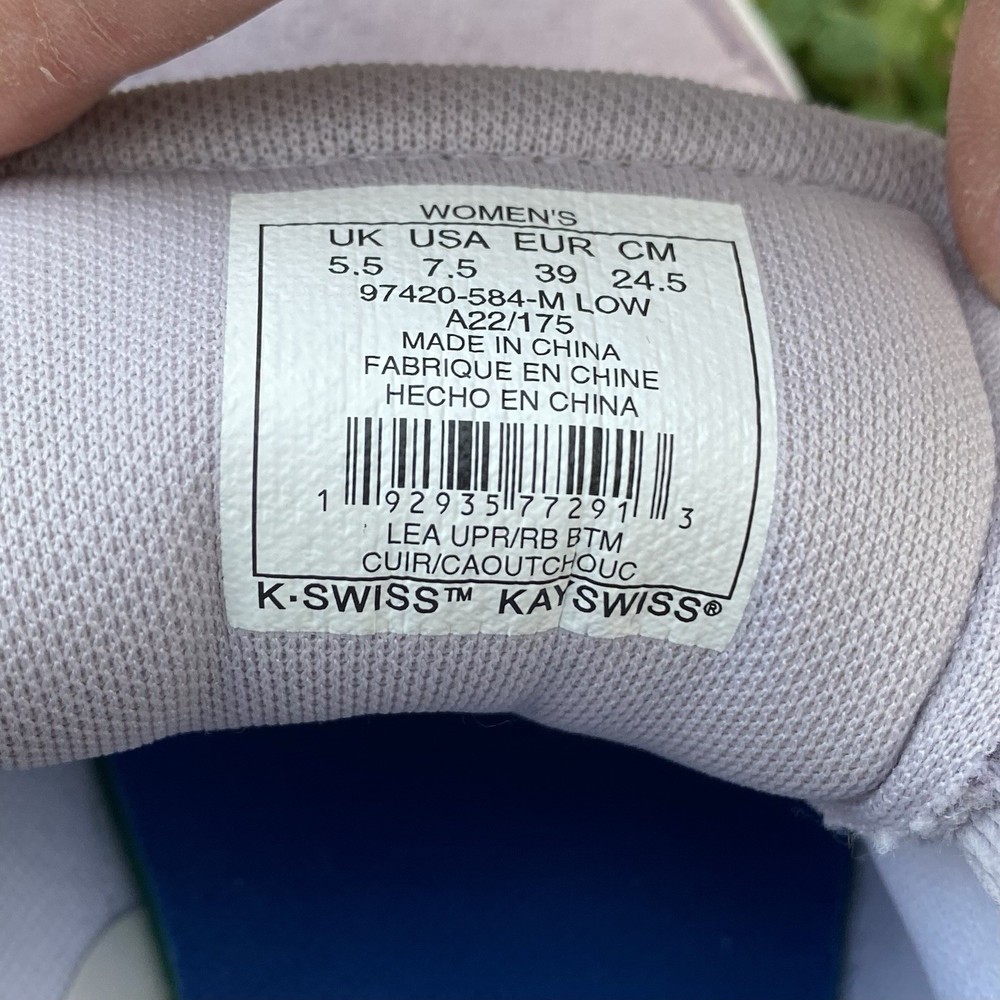 WOMEN'S
UK USA EUR CM
5.5 7.5 39 24.5
97420-584-M LOW
A22/175
MADE IN CHINA
FABRIQUE EN CHINE
HECHO EN CHINA
1 92935 77291 3
LEA UPR/RB BTM
CUIR/CAOUTCHOUC
K·SWISS™ KAYSWISS®